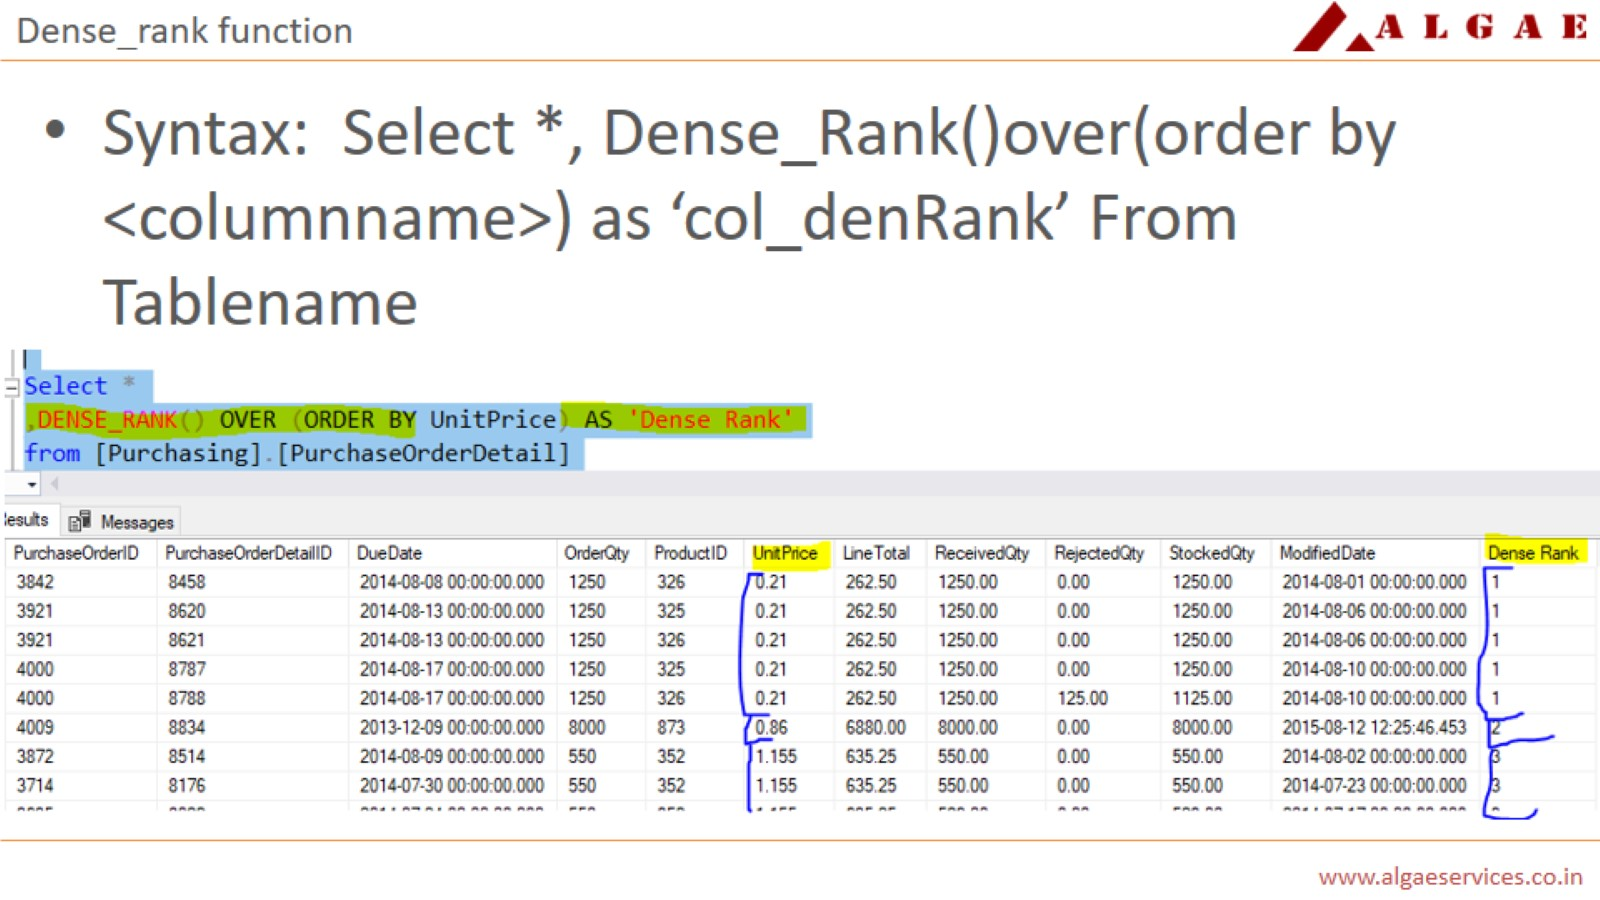 Dense_rank function
ALGAE
• Syntax: Select *, Dense_Rank()over(order by
<columnname>) as ‘col_denRank’ From
Tablename
Select *
,DENSE_RANK() OVER (ORDER BY UnitPrice) AS 'Dense Rank'
from [Purchasing].[PurchaseOrderDetail]
Messages
PurchaseOrderID PurchaseOrderDetailID DueDate OrderQty ProductID UnitPrice LineTotal ReceivedQty RejectedQty StockedQty ModifiedDate Dense Rank
3842 8458 2014-08-08 00:00:00.000 1250 326 0.21 262.50 1250.00 0.00 1250.00 2014-08-01 00:00:00.000 1
3921 8620 2014-08-13 00:00:00.000 1250 325 0.21 262.50 1250.00 0.00 1250.00 2014-08-06 00:00:00.000 1
3921 8621 2014-08-13 00:00:00.000 1250 326 0.21 262.50 1250.00 0.00 1250.00 2014-08-06 00:00:00.000 1
4000 8787 2014-08-17 00:00:00.000 1250 325 0.21 262.50 1250.00 0.00 1250.00 2014-08-10 00:00:00.000 1
4000 8788 2014-08-17 00:00:00.000 1250 326 0.21 262.50 1250.00 125.00 1125.00 2014-08-10 00:00:00.000 1
4009 8834 2013-12-09 00:00:00.000 8000 873 0.86 6880.00 8000.00 0.00 8000.00 2015-08-12 12:25:46.453 2
3872 8514 2014-08-09 00:00:00.000 550 352 1.155 635.25 550.00 0.00 550.00 2014-08-02 00:00:00.000 3
3714 8176 2014-07-30 00:00:00.000 550 352 1.155 635.25 550.00 0.00 550.00 2014-07-23 00:00:00.000 3
www.algaeservices.co.in